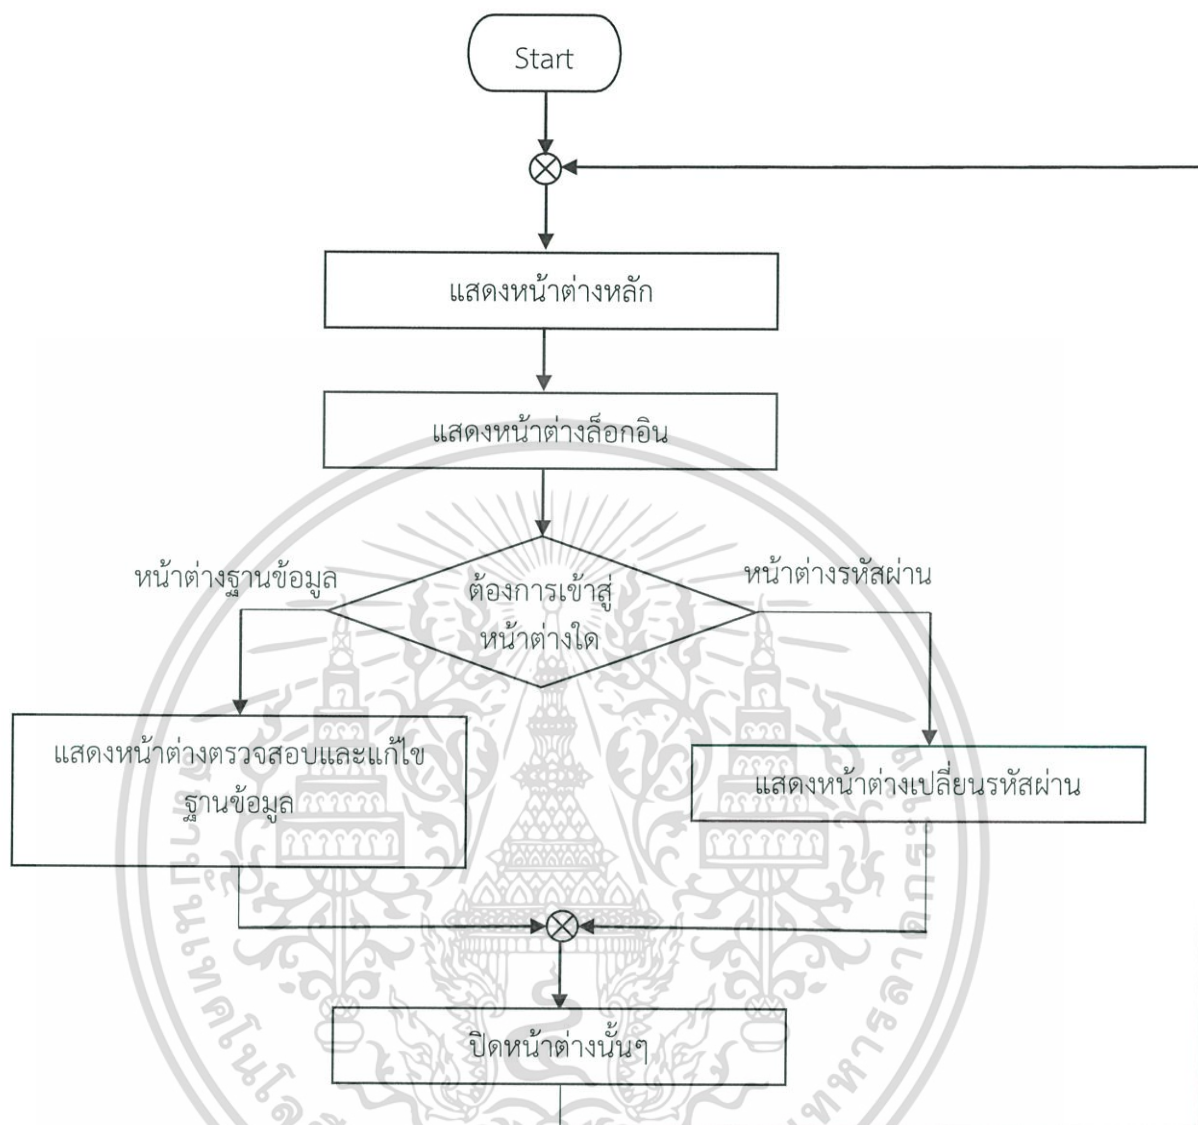 Start
แสดงหน้าต่างหลัก
แสดงหน้าต่างล็อกอิน
หน้าต่างฐานข้อมูล
ต้องการเข้าสู่
หน้าต่างใด
หน้าต่างรหัสผ่าน
แสดงหน้าต่างตรวจสอบและแก้ไข
ฐานข้อมูล
แสดงหน้าต่างเปลี่ยนรหัสผ่าน
ปิดหน้าต่างนั้นๆ